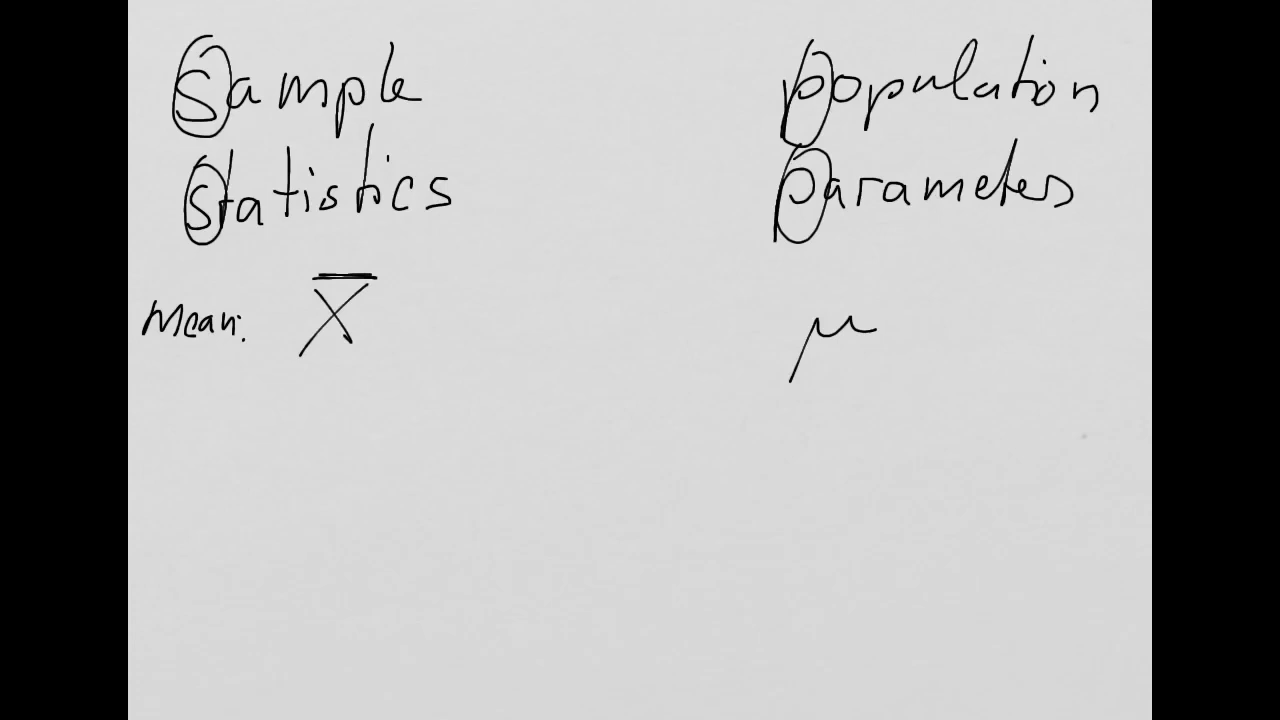 Sample
Statistics
population
parameters
Mean: X̅
μ